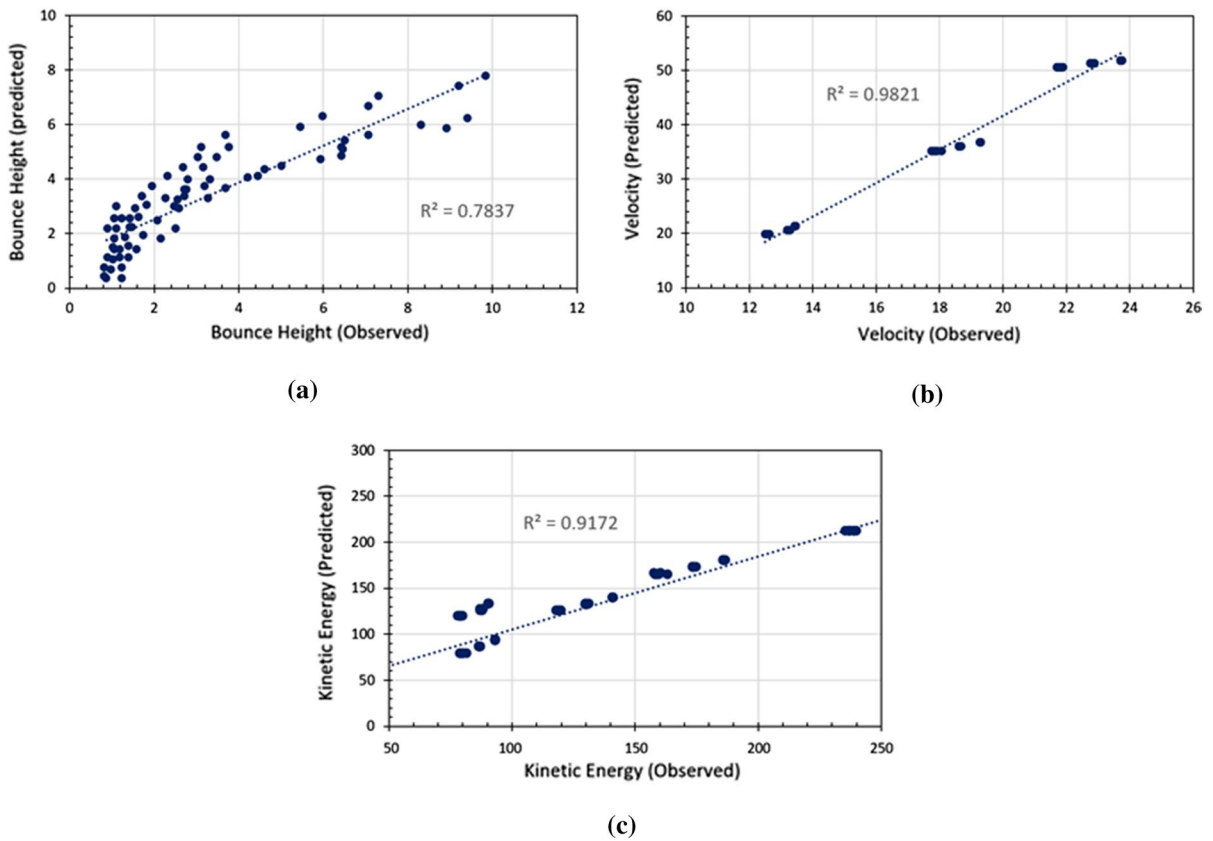 Bounce Height (predicted)
10
8
6
4
2
0
R² = 0.7837
0 2 4 6 8 10 12
Bounce Height (Observed)
(a)
Velocity (Predicted)
60
50
40
30
20
10
R² = 0.9821
10 12 14 16 18 20 22 24 26
Velocity (Observed)
(b)
Kinetic Energy (Predicted)
300
250
200
150
100
50
0
R² = 0.9172
50 100 150 200 250
Kinetic Energy (Observed)
(c)